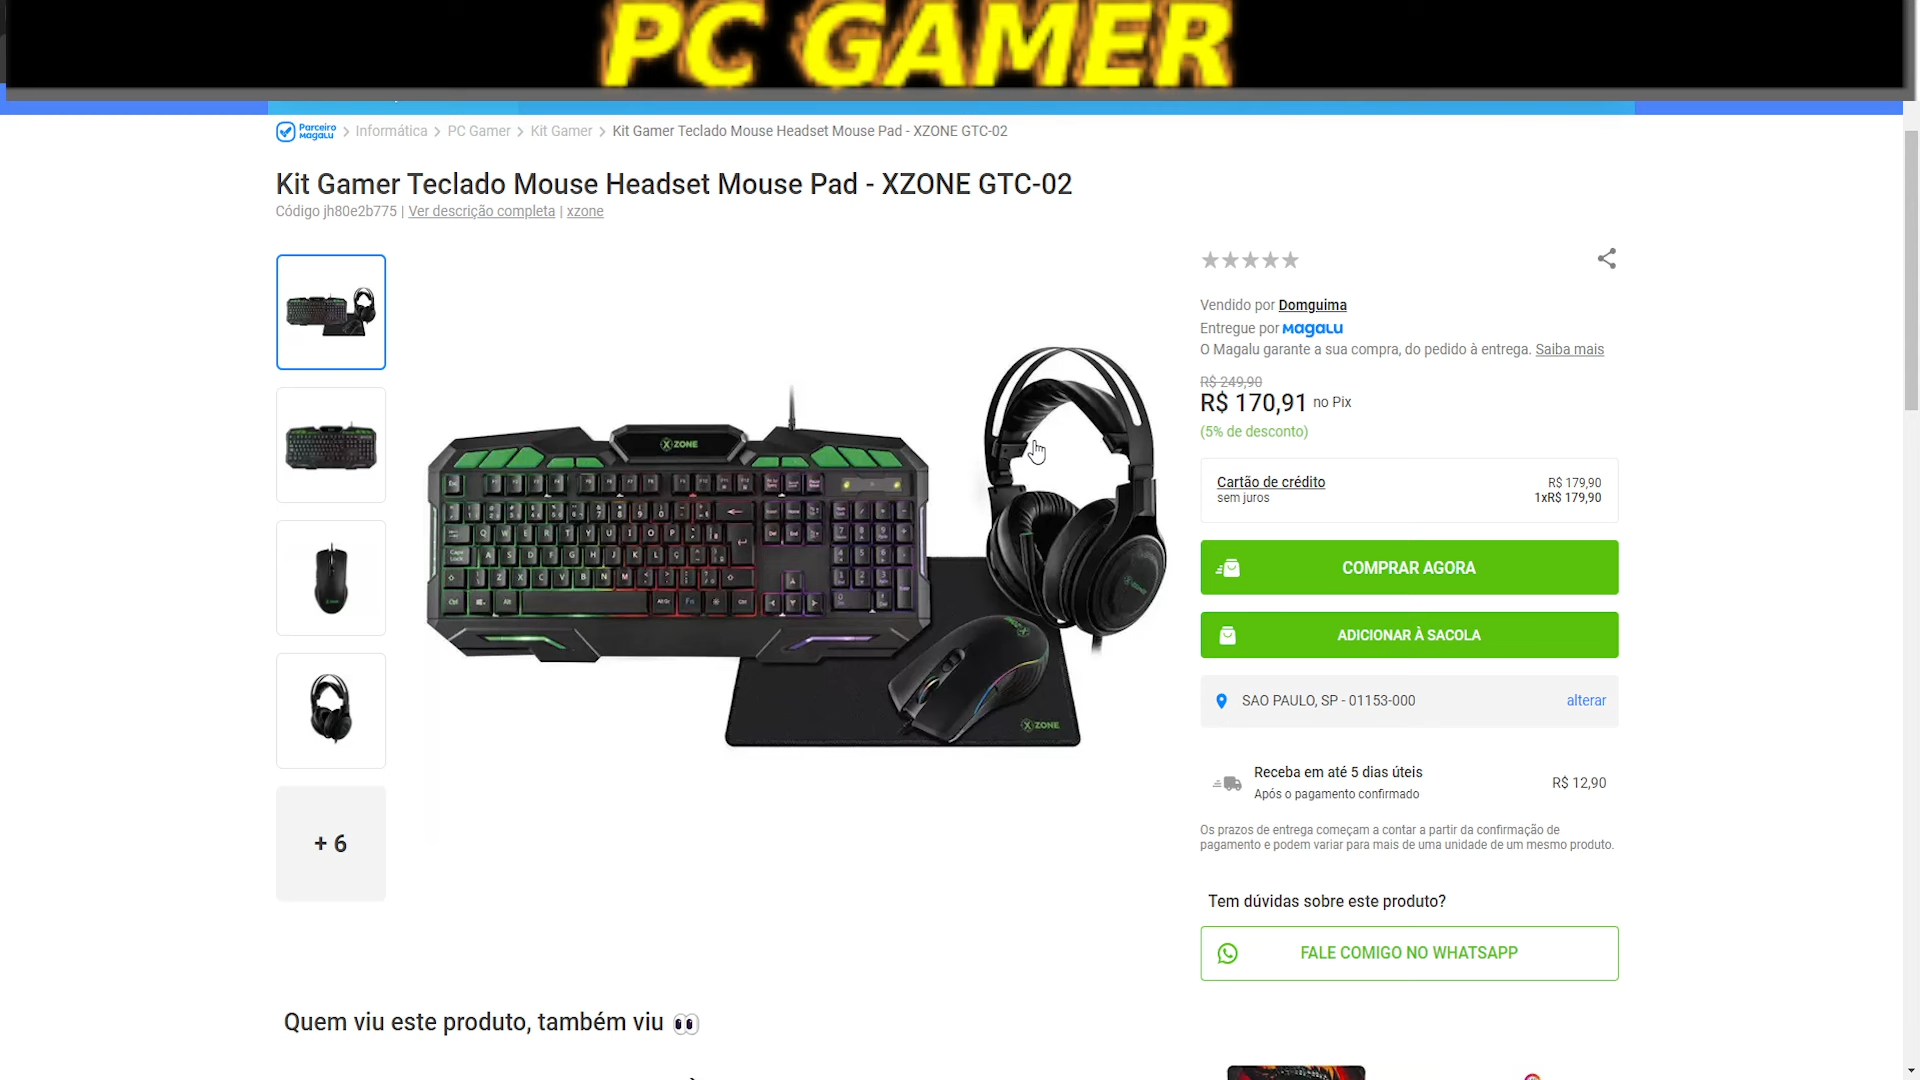 PC GAMER
Parceiro Magalu > Informática > PC Gamer > Kit Gamer > Kit Gamer Teclado Mouse Headset Mouse Pad - XZONE GTC-02
Kit Gamer Teclado Mouse Headset Mouse Pad - XZONE GTC-02
Código jh80e2b775 | Ver descrição completa | xzone
Vendido por Domguima
Entregue por Magalu
O Magalu garante a sua compra, do pedido à entrega. Saiba mais
R$ 249,90
R$ 170,91 no Pix
(5% de desconto)
Cartão de crédito R$ 179,90
sem juros 1xR$ 179,90
COMPRAR AGORA
ADICIONAR À SACOLA
SAO PAULO, SP - 01153-000 alterar
Receba em até 5 dias úteis R$ 12,90
Após o pagamento confirmado
Os prazos de entrega começam a contar a partir da confirmação de
pagamento e podem variar para mais de uma unidade de um mesmo produto.
Tem dúvidas sobre este produto?
FALE COMIGO NO WHATSAPP
X ZONE
X ZONE
+ 6
Quem viu este produto, também viu 👀